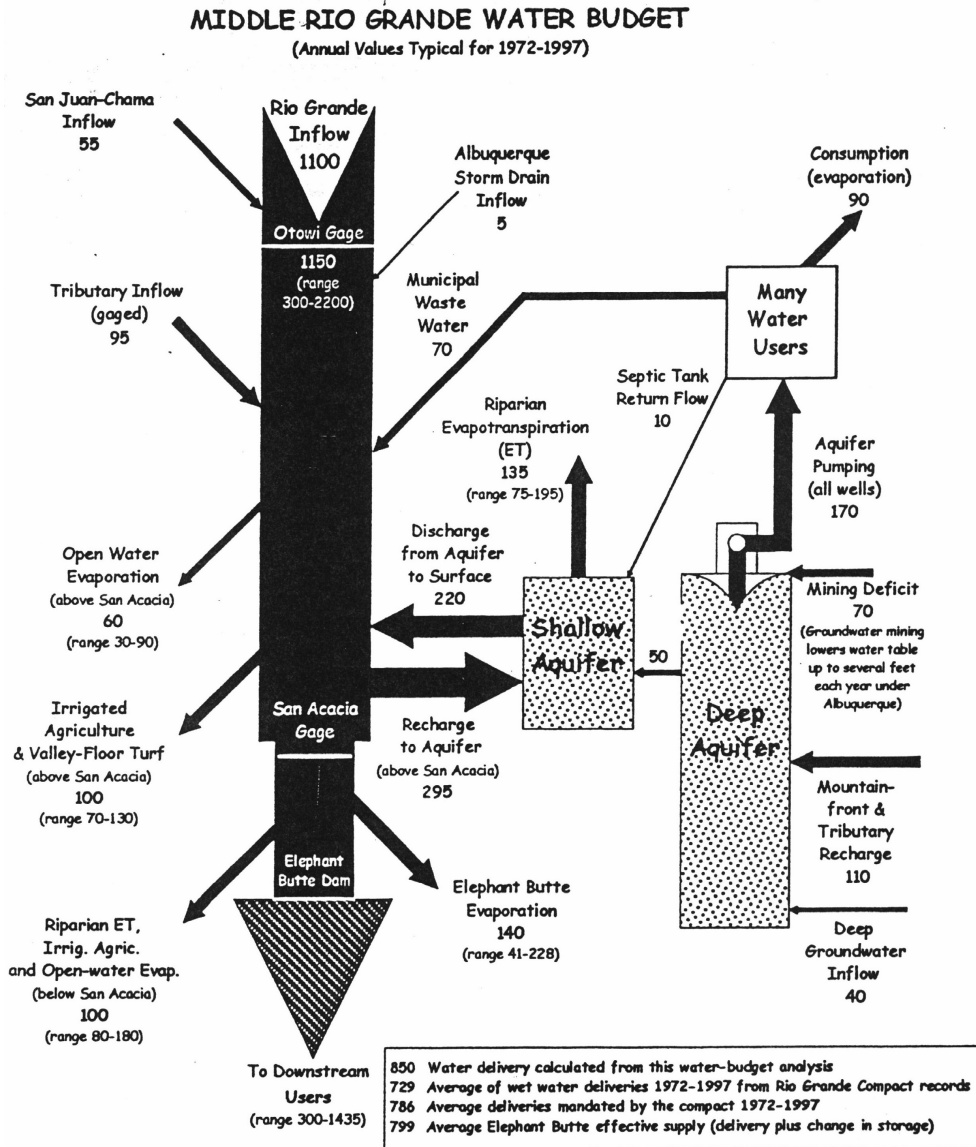 MIDDLE RIO GRANDE WATER BUDGET
(Annual Values Typical for 1972-1997)
San Juan-Chama
Inflow
55
Rio Grande
Inflow
1100
Otowi Gage
1150
(range
300-2200)
Albuquerque
Storm Drain
Inflow
5
Consumption
(evaporation)
90
Tributary Inflow
(gaged)
95
Municipal
Waste
Water
70
Many
Water
Users
Septic Tank
Return Flow
10
Riparian
Evapotranspiration
(ET)
135
(range 75-195)
Aquifer
Pumping
(all wells)
170
Open Water
Evaporation
(above San Acacia)
60
(range 30-90)
Discharge
from Aquifer
to Surface
220
Shallow
Aquifer
50
Mining Deficit
70
(Groundwater mining
lowers water table
up to several feet
each year under
Albuquerque)
Deep
Aquifer
Irrigated
Agriculture
& Valley-Floor Turf
(above San Acacia)
100
(range 70-130)
San Acacia
Gage
Recharge
to Aquifer
(above San Acacia)
295
Mountain-
front &
Tributary
Recharge
110
Elephant
Butte Dam
Elephant Butte
Evaporation
140
(range 41-228)
Riparian ET,
Irrig. Agric.
and Open-water Evap.
(below San Acacia)
100
(range 80-180)
Deep
Groundwater
Inflow
40
To Downstream
Users
(range 300-1435)
850 Water delivery calculated from this water-budget analysis
729 Average of wet water deliveries 1972-1997 from Rio Grande Compact records
786 Average deliveries mandated by the compact 1972-1997
799 Average Elephant Butte effective supply (delivery plus change in storage)